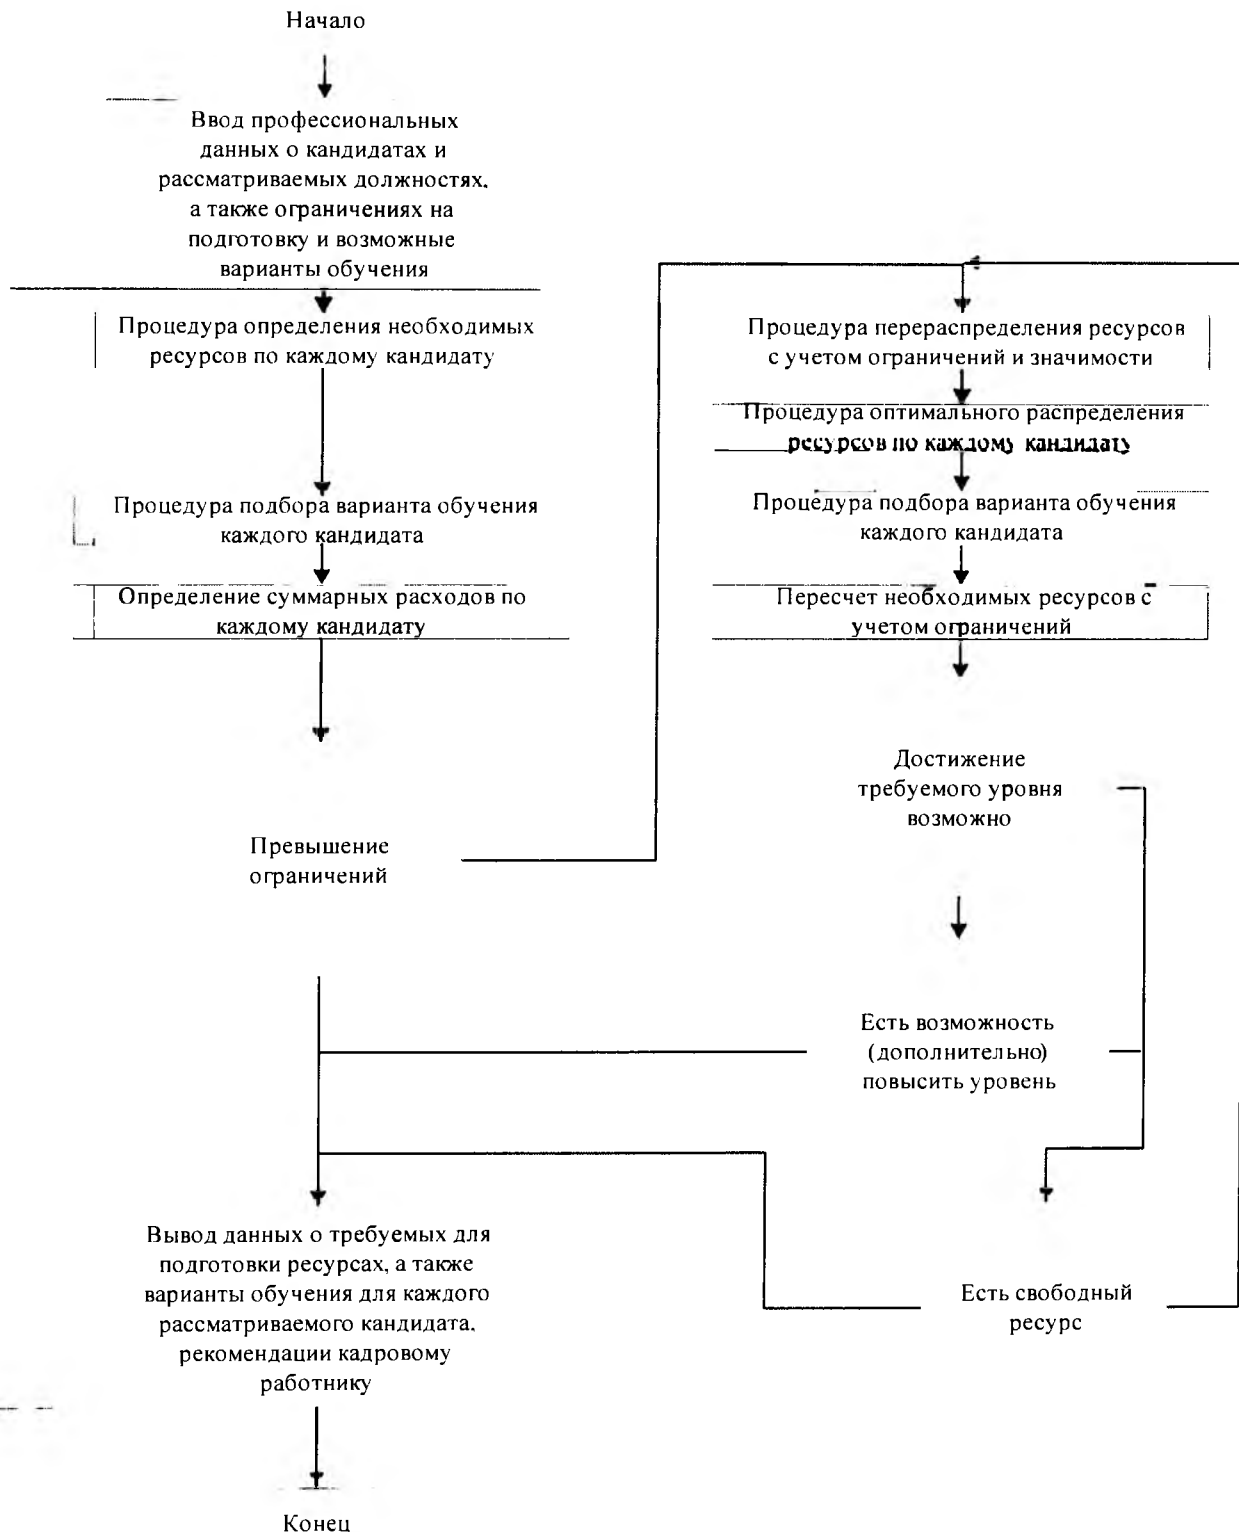 Начало
Ввод профессиональных
данных о кандидатах и
рассматриваемых должностях.
а также ограничениях на
подготовку и возможные
варианты обучения
Процедура определения необходимых
ресурсов по каждому кандидату
Процедура подбора варианта обучения
каждого кандидата
Определение суммарных расходов по
каждому кандидату
Превышение
ограничений
Вывод данных о требуемых для
подготовки ресурсах, а также
варианты обучения для каждого
рассматриваемого кандидата.
рекомендации кадровому
работнику
Конец
Процедура перераспределения ресурсов
с учетом ограничений и значимости
Процедура оптимального распределения
ресурсов по каждому кандидату
Процедура подбора варианта обучения
каждого кандидата
Пересчет необходимых ресурсов с
учетом ограничений
Достижение
требуемого уровня
возможно
Есть возможность
(дополнительно)
повысить уровень
Есть свободный
ресурс